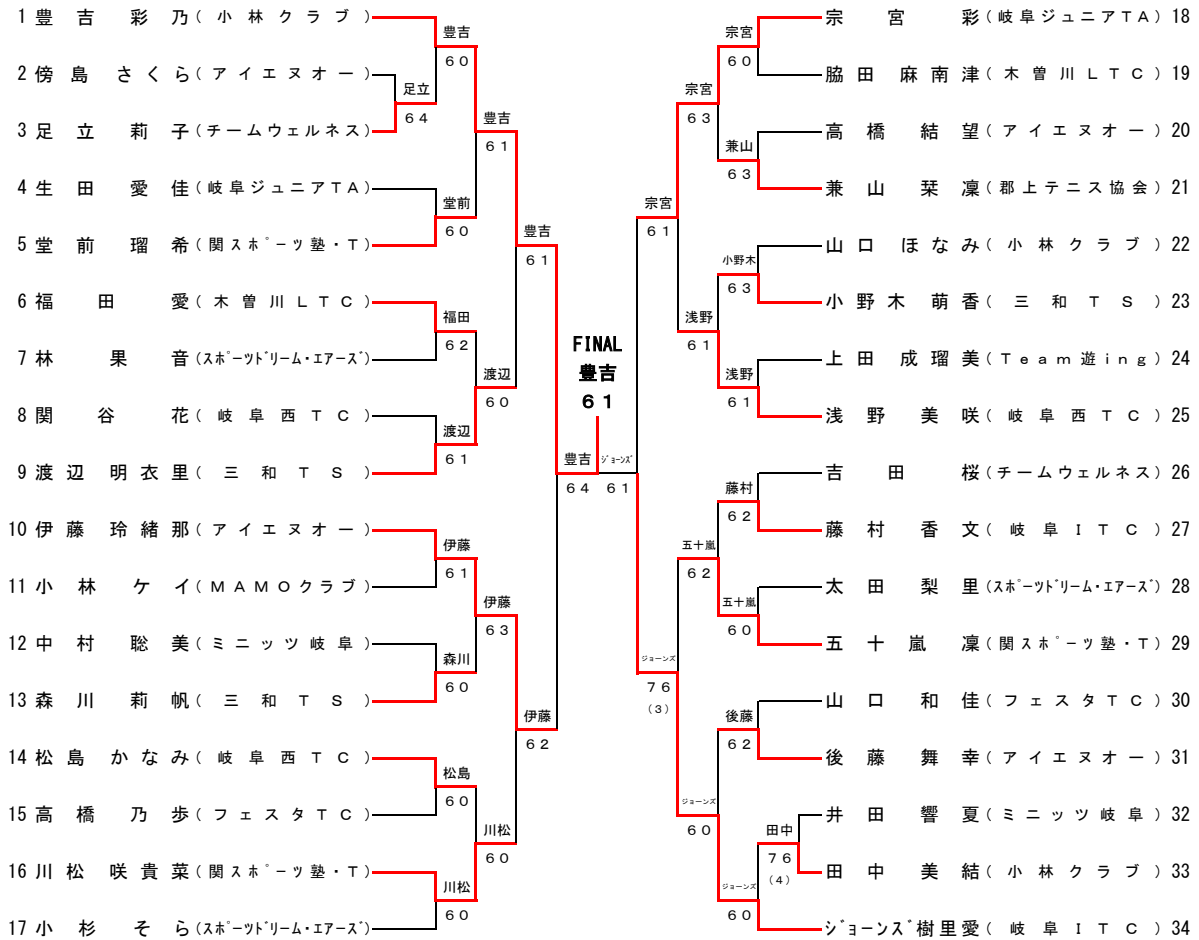 1 豊吉 彩乃 (小林クラブ)
2 傍島 さくら (アイエヌオー)
3 足立 莉子 (チームウェルネス)
4 生田 愛佳 (岐阜ジュニアTA)
5 堂前 瑠希 (関スポーツ塾・T)
6 福田 愛 (木曽川LTC)
7 林 果音 (スポーツドリーム・エアーズ)
8 関谷 花 (岐阜西TC)
9 渡辺 明衣里 (三和TS)
10 伊藤 玲緒那 (アイエヌオー)
11 小林 ケイ (MAMOクラブ)
12 中村 聡美 (ミニッツ岐阜)
13 森川 莉帆 (三和TS)
14 松島 かなみ (岐阜西TC)
15 高橋 乃歩 (フェスタTC)
16 川松 咲貴菜 (関スポーツ塾・T)
17 小杉 そら (スポーツドリーム・エアーズ)
豊吉
60
足立
64
堂前
60
福田
62
渡辺
61
伊藤
61
森川
60
松島
60
川松
60
豊吉
61
渡辺
60
伊藤
63
川松
60
豊吉
61
伊藤
62
豊吉
64
FINAL
豊吉
61
ジョーンズ
61
宗宮
61
ジョーンズ
76
(3)
宗宮
63
浅野
61
五十嵐
62
ジョーンズ
60
宗宮
60
兼山
63
小野木
63
浅野
61
藤村
62
五十嵐
60
後藤
62
田中
76
(4)
ジョーンズ
60
宗宮 彩 (岐阜ジュニアTA) 18
脇田 麻南津 (木曽川LTC) 19
高橋 結望 (アイエヌオー) 20
兼山 栞凜 (郡上テニス協会) 21
山口 ほなみ (小林クラブ) 22
小野木 萌香 (三和TS) 23
上田 成瑠美 (Team遊ing) 24
浅野 美咲 (岐阜西TC) 25
吉田 桜 (チームウェルネス) 26
藤村 香文 (岐阜ITC) 27
太田 梨里 (スポーツドリーム・エアーズ) 28
五十嵐 凜 (関スポーツ塾・T) 29
山口 和佳 (フェスタTC) 30
後藤 舞幸 (アイエヌオー) 31
井田 響夏 (ミニッツ岐阜) 32
田中 美結 (小林クラブ) 33
ジョーンズ 樹里愛 (岐阜ITC) 34